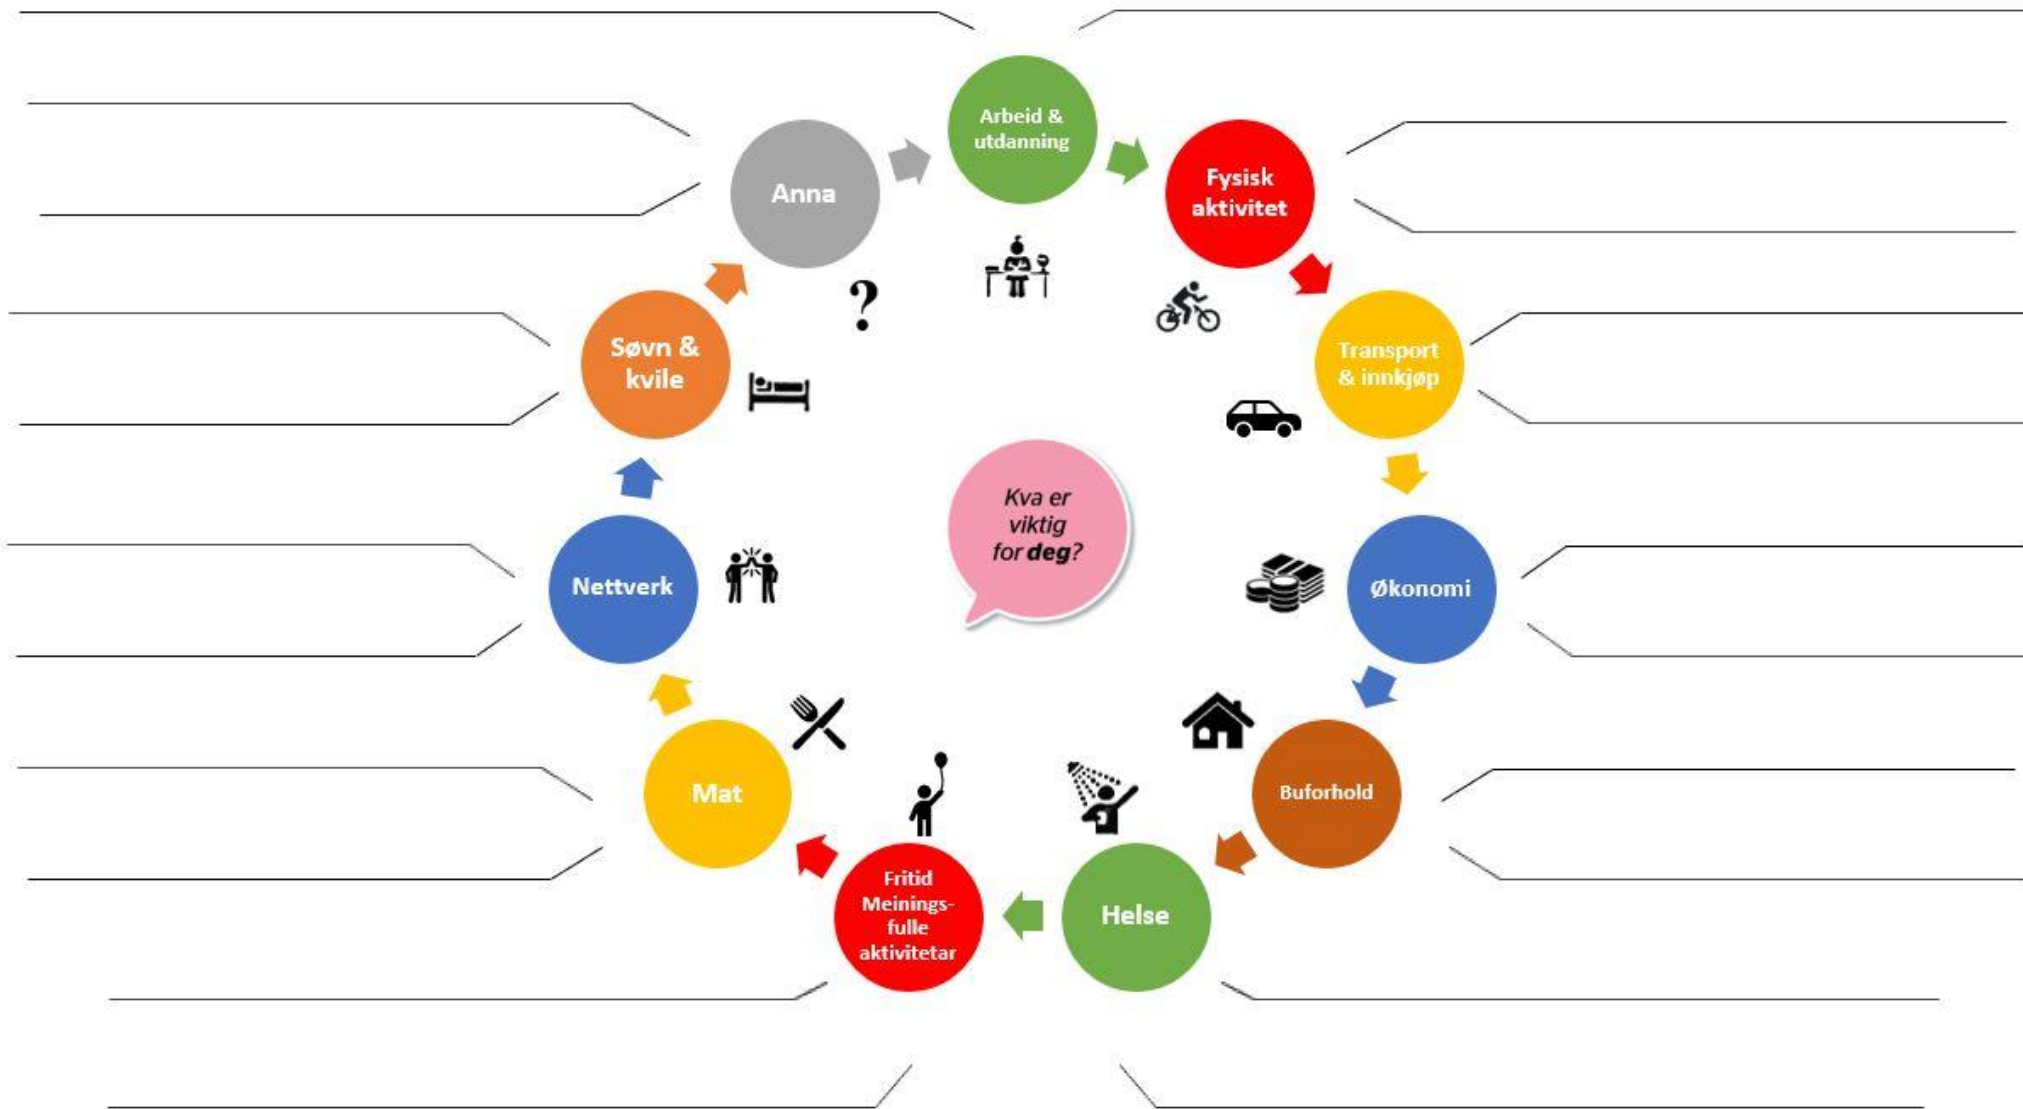 Arbeid &
utdanning
Fysisk
aktivitet
Transport
& innkjøp
Økonomi
Buforhold
Helse
Fritid
Meinings-
fulle
aktivitetar
Mat
Nettverk
Søvn &
kvile
Anna
?
Kva er
viktig
for deg?